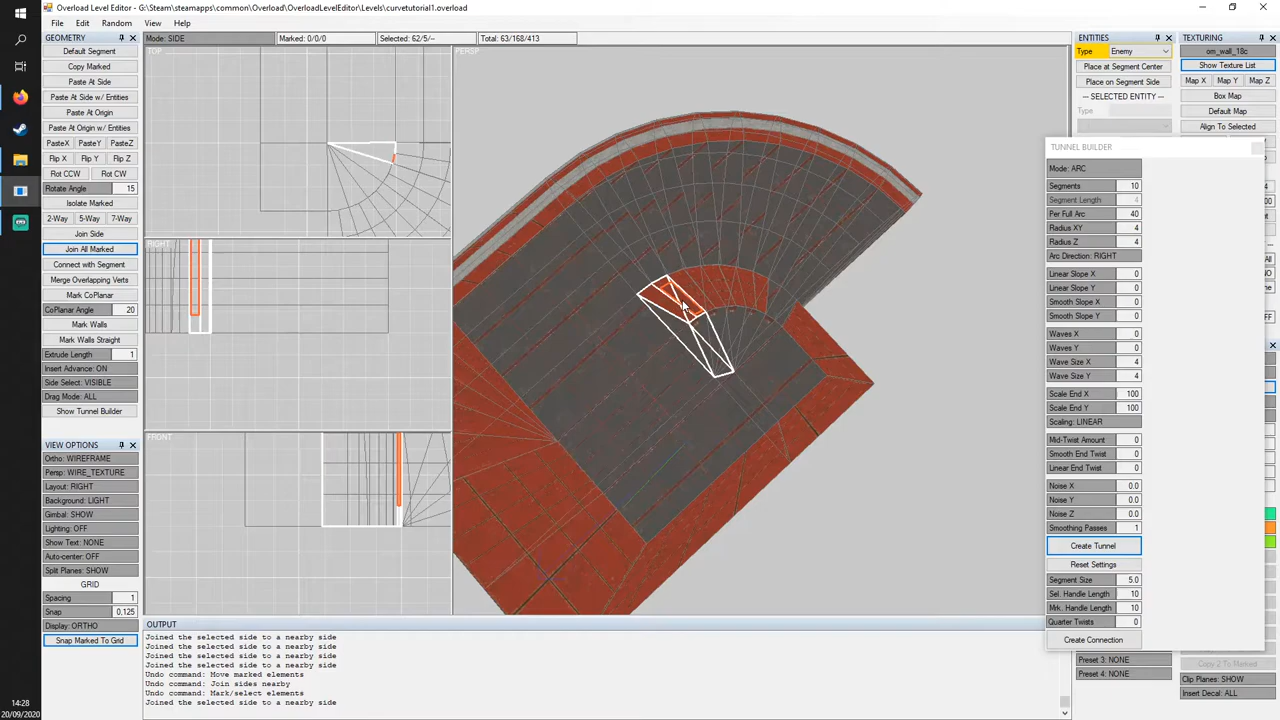 Overload Level Editor - G:\Steam\steamapps\common\Overload\OverloadLevelEditor\Levels\curvetutorial1.overload
File Edit Random View Help
GEOMETRY
Default Segment
Copy Marked
Paste At Side
Paste At Side w/ Entities
Paste At Origin
Paste At Origin w/ Entities
PasteX PasteY PasteZ
Flip X Flip Y Flip Z
Rot CCW Rot CW
Rotate Angle 15
Isolate Marked
2-Way 5-Way 7-Way
Join Side
Join All Marked
Connect with Segment
Merge Overlapping Verts
Mark CoPlanar
CoPlanar Angle 20
Mark Walls
Mark Walls Straight
Extrude Length 1
Insert Advance: ON
Side Select: VISIBLE
Drag Mode: ALL
Show Tunnel Builder
VIEW OPTIONS
Ortho: WIREFRAME
Persp: WIRE_TEXTURE
Layout: RIGHT
Background: LIGHT
Gimbal: SHOW
Lighting: OFF
Show Text: NONE
Auto-center: OFF
Split Planes: SHOW
GRID
Spacing 1
Snap 0,125
Display: ORTHO
Snap Marked To Grid
Mode: SIDE
Marked: 0/0/0
Selected: 62/5/--
Total: 63/168/413
TOP
PERSP
RIGHT
FRONT
OUTPUT
Joined the selected side to a nearby side
Joined the selected side to a nearby side
Joined the selected side to a nearby side
Joined the selected side to a nearby side
Undo command: Move marked elements
Undo command: Join sides nearby
Undo command: Mark/select elements
Joined the selected side to a nearby side
ENTITIES
Type Enemy
Place at Segment Center
Place on Segment Side
--- SELECTED ENTITY ---
Type
TEXTURING
om_wall_18c
Show Texture List
Map X Map Y Map Z
Box Map
Default Map
Align To Selected
TUNNEL BUILDER
Mode: ARC
Segments 10
Segment Length 4
Per Full Arc 40
Radius XY 4
Radius Z 4
Arc Direction: RIGHT
Linear Slope X 0
Linear Slope Y 0
Smooth Slope X 0
Smooth Slope Y 0
Waves X 0
Waves Y 0
Wave Size X 4
Wave Size Y 4
Scale End X 100
Scale End Y 100
Scaling: LINEAR
Mid-Twist Amount 0
Smooth End Twist 0
Linear End Twist 0
Noise X 0.0
Noise Y 0.0
Noise Z 0.0
Smoothing Passes 1
Create Tunnel
Reset Settings
Segment Size 5.0
Sel. Handle Length 10
Mrk. Handle Length 10
Quarter Twists 0
Create Connection
Preset 3: NONE
Preset 4: NONE
Copy 2 To Marked
Clip Planes: SHOW
Insert Decal: ALL
14:28
20/09/2020